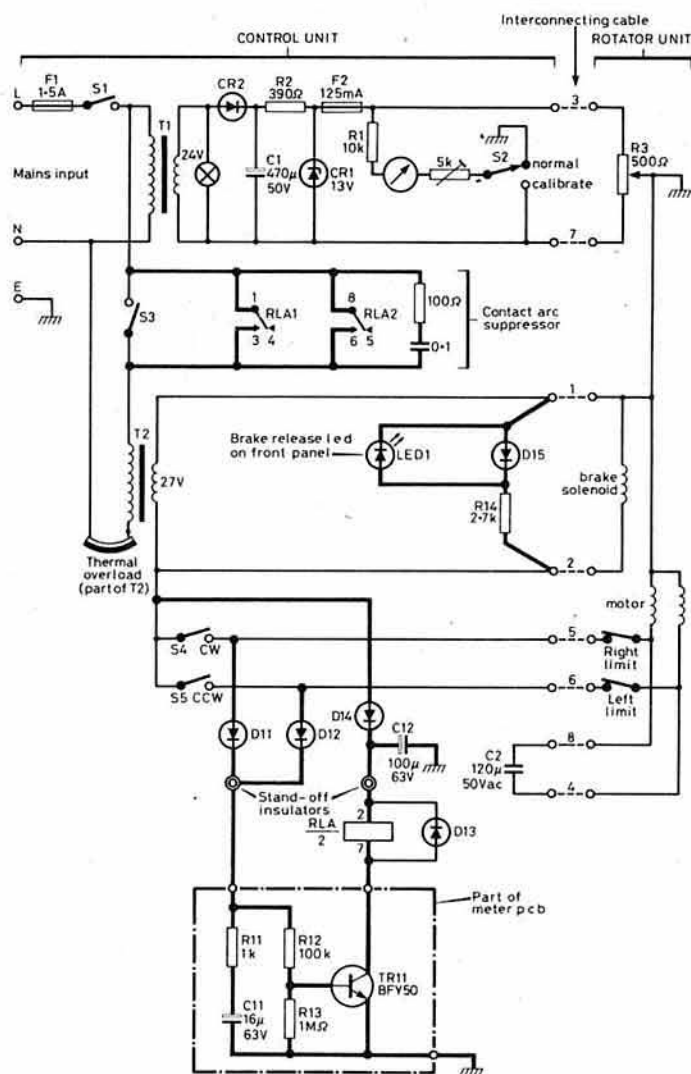 Interconnecting cable
CONTROL UNIT
ROTATOR UNIT
L
F1
1·5A
S1
CR2
R2
390Ω
F2
125mA
3
T1
24V
C1
470μ
50V
CR1
13V
R1
10k
5k
S2
normal
calibrate
R3
500Ω
Mains input
N
7
E
S3
1
RLA1
3 4
8
RLA2
6 5
100Ω
0·1
Contact arc
suppressor
1
T2
27V
Brake release led
on front panel
LED1
D15
R14
2·7k
brake
solenoid
2
Thermal
overload
(part of T2)
motor
S4 CW
5
Right
limit
S5 CCW
6
Left
limit
D11
D12
D14
C12
100μ
63V
8
C2
120μ
50Vac
4
Stand-off
insulators
RLA
2
2
7
D13
Part of
meter pcb
R11
1k
R12
100k
TR11
BFY50
C11
16μ
63V
R13
1MΩ